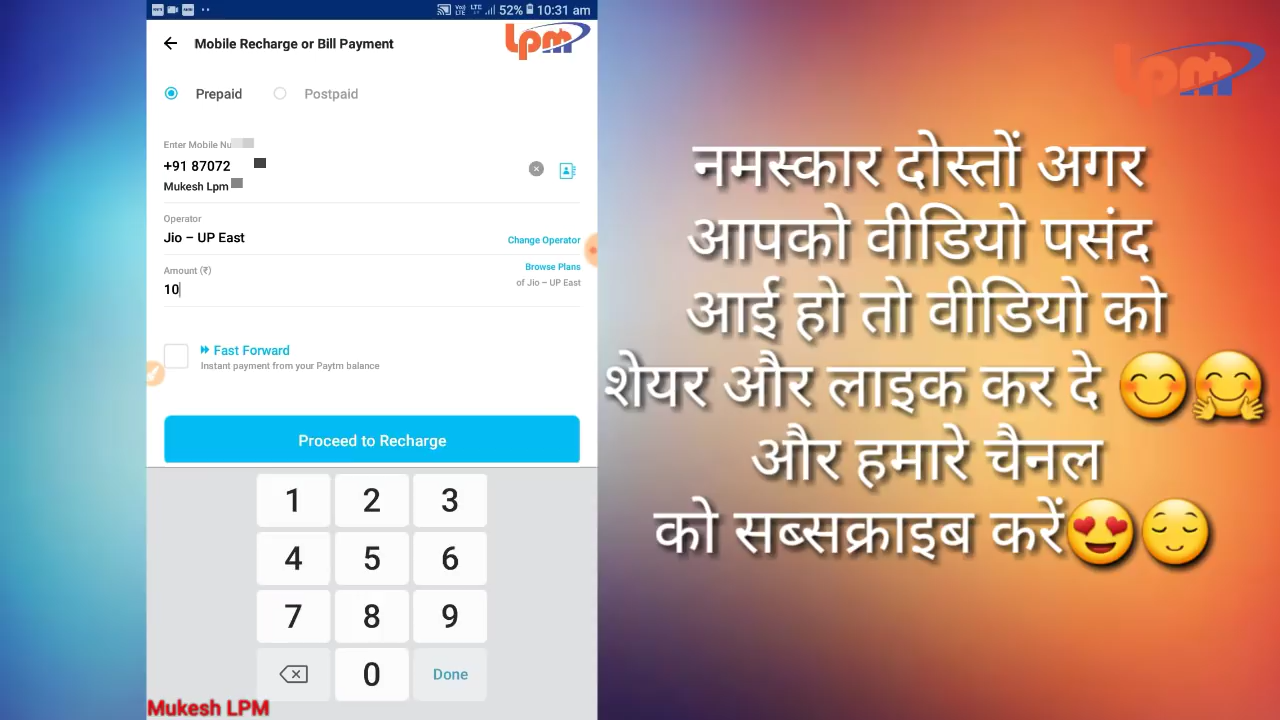 52% 10:31 am
Mobile Recharge or Bill Payment
Lpm
Prepaid Postpaid
Enter Mobile Nu
+91 87072
Mukesh Lpm
Operator
Jio – UP East
Change Operator
Amount (₹)
Browse Plans
10
of Jio – UP East
Fast Forward
Instant payment from your Paytm balance
Proceed to Recharge
1 2 3
4 5 6
7 8 9
0 Done
Mukesh LPM
Lpm
नमस्कार दोस्तों अगर
आपको वीडियो पसंद
आई हो तो वीडियो को
शेयर और लाइक कर दे 😊🤗
और हमारे चैनल
को सब्सक्राइब करें😍😌